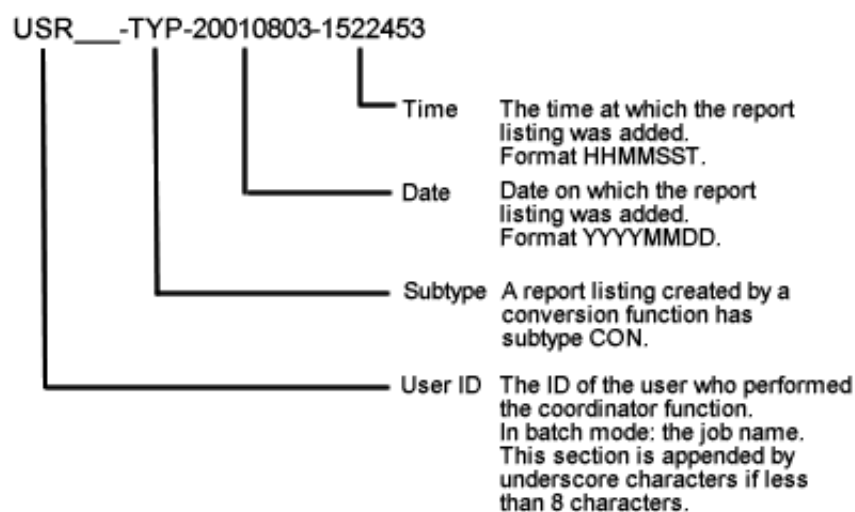 USR___-TYP-20010803-1522453
Time The time at which the report
listing was added.
Format HHMMSST.
Date Date on which the report
listing was added.
Format YYYYMMDD.
Subtype A report listing created by a
conversion function has
subtype CON.
User ID The ID of the user who performed
the coordinator function.
In batch mode: the job name.
This section is appended by
underscore characters if less
than 8 characters.